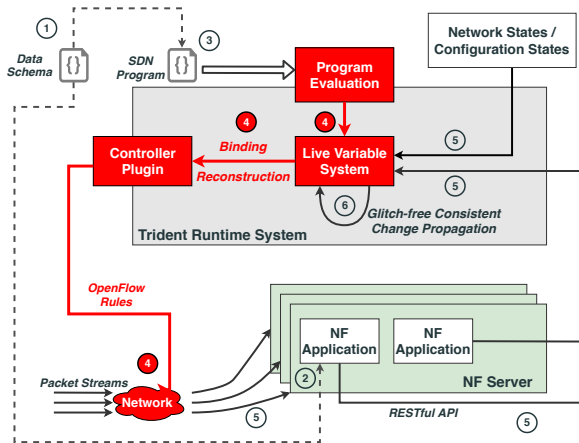 1
Data
Schema
{}
SDN
Program
3
{}
Program
Evaluation
Network States /
Configuration States
4
4
5
Controller
Plugin
Binding
Reconstruction
Live Variable
System
5
6
Glitch-free Consistent
Change Propagation
Trident Runtime System
OpenFlow
Rules
NF
Application
NF
Application
4
2
NF Server
Packet Streams
Network
5
RESTful API
5